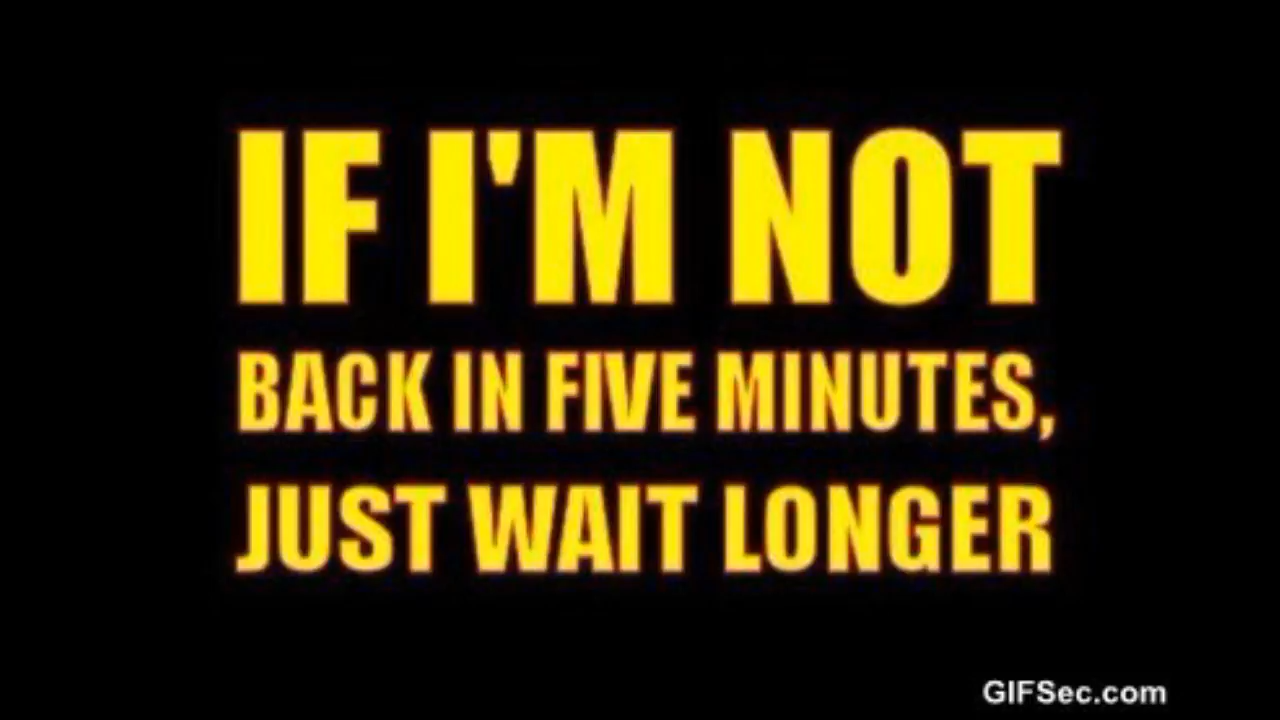 IF I'M NOT
BACK IN FIVE MINUTES,
JUST WAIT LONGER
GIFSec.com